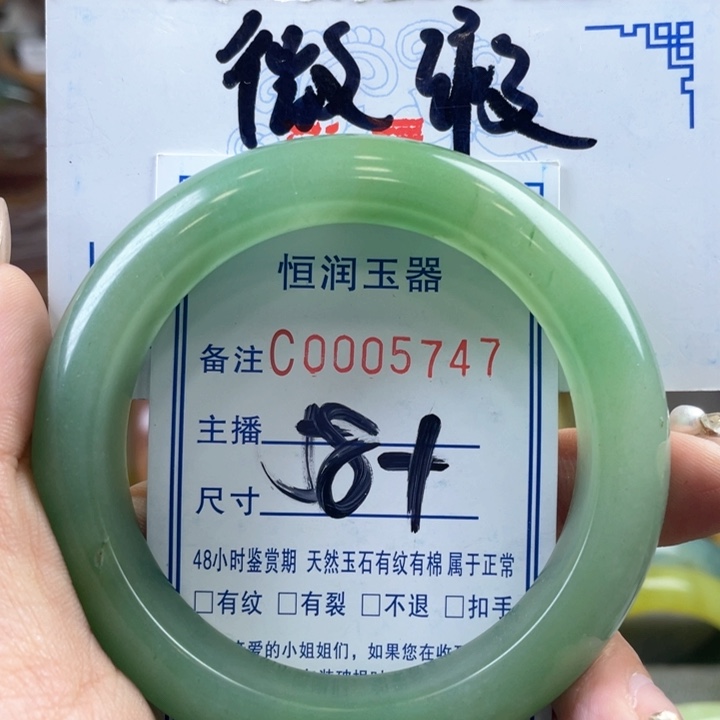 微瑕
恒润玉器
备注C0005747
主播
84
尺寸
48小时鉴赏期 天然玉石有纹有棉 属于正常
□有纹 □有裂 □不退 □扣手
亲爱的小姐姐们，如果您在收